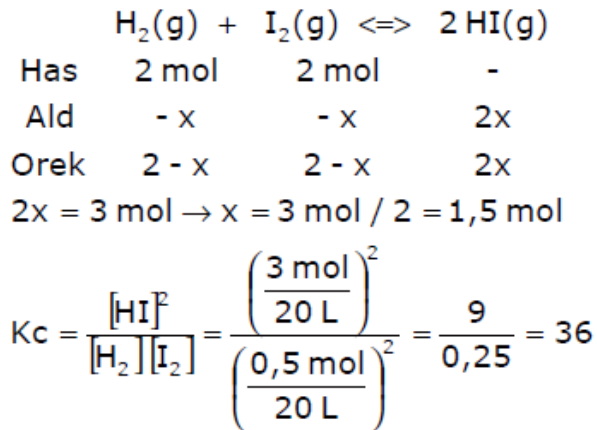 H₂(g) + I₂(g) <=> 2 HI(g)
Has 2 mol 2 mol -
Ald - x - x 2x
Orek 2 - x 2 - x 2x
2x = 3 mol → x = 3 mol / 2 = 1,5 mol
Kc = [HI]² / [H₂][I₂] = (3 mol / 20 L)² / (0,5 mol / 20 L)² = 9 / 0,25 = 36